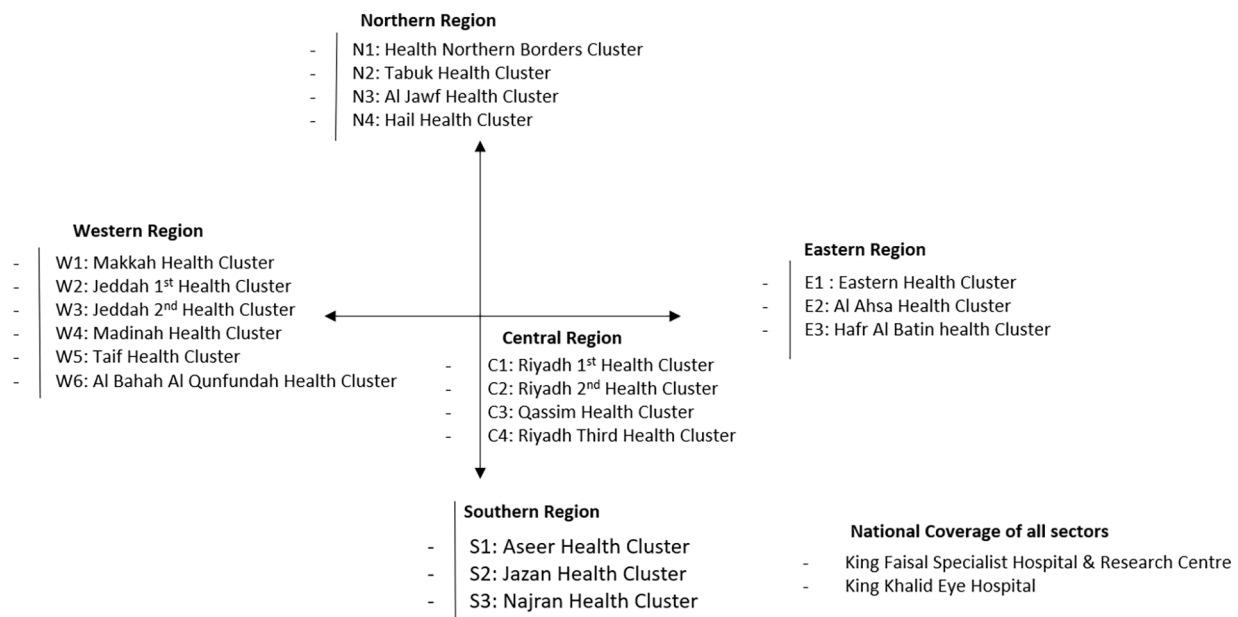 Northern Region
- N1: Health Northern Borders Cluster
- N2: Tabuk Health Cluster
- N3: Al Jawf Health Cluster
- N4: Hail Health Cluster
Western Region
- W1: Makkah Health Cluster
- W2: Jeddah 1st Health Cluster
- W3: Jeddah 2nd Health Cluster
- W4: Madinah Health Cluster
- W5: Taif Health Cluster
- W6: Al Bahah Al Qunfundah Health Cluster
Eastern Region
- E1 : Eastern Health Cluster
- E2: Al Ahsa Health Cluster
- E3: Hafr Al Batin health Cluster
Central Region
- C1: Riyadh 1st Health Cluster
- C2: Riyadh 2nd Health Cluster
- C3: Qassim Health Cluster
- C4: Riyadh Third Health Cluster
Southern Region
- S1: Aseer Health Cluster
- S2: Jazan Health Cluster
- S3: Najran Health Cluster
National Coverage of all sectors
- King Faisal Specialist Hospital & Research Centre
- King Khalid Eye Hospital